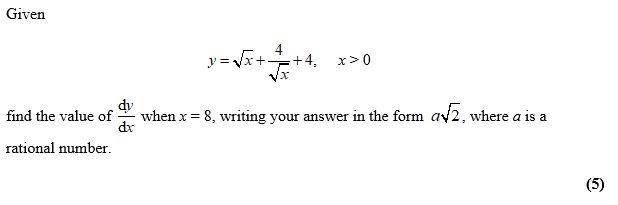 Given
y = √x + 4/√x + 4, x > 0
find the value of dy/dx when x = 8, writing your answer in the form a√2, where a is a
rational number.
(5)